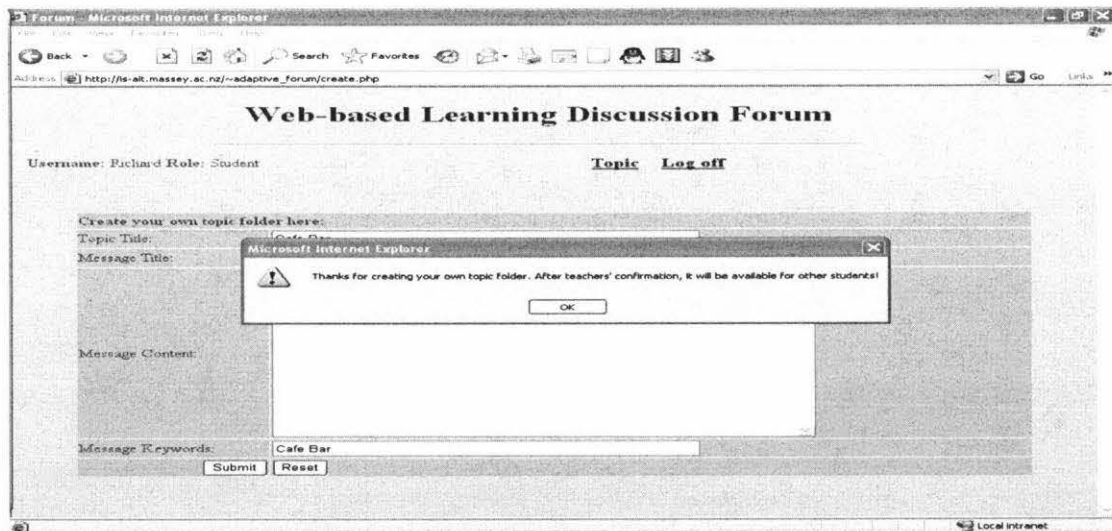 Forum - Microsoft Internet Explorer
Back Search Favorites
Address http://is-alt.massey.ac.nz/~adaptive_forum/create.php Go Links »
Web-based Learning Discussion Forum
Username: Richard Role: Student Topic Log off
Create your own topic folder here:
Topic Title: Cafe Bar
Microsoft Internet Explorer
Message Title:
Thanks for creating your own topic folder. After teachers' confirmation, it will be available for other students!
OK
Message Content:
Message Keywords: Cafe Bar
Submit Reset
Local intranet